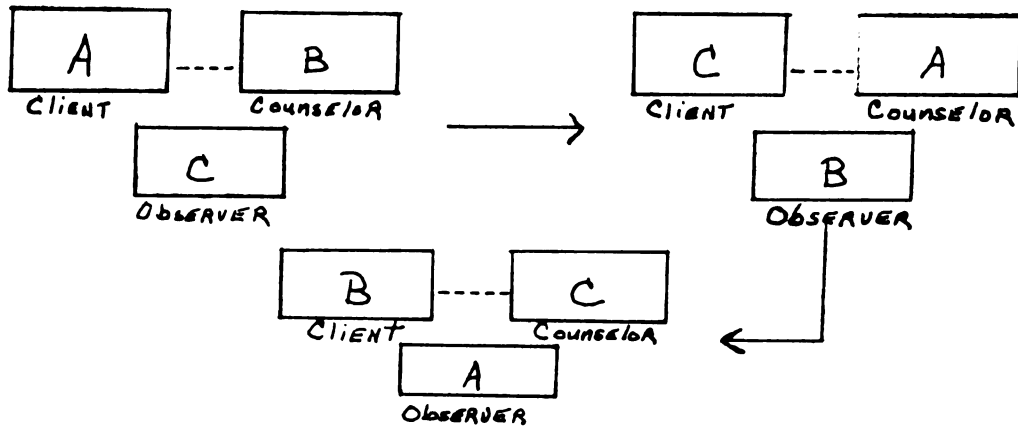 A B
Client Counselor
C
Observer
C A
Client Counselor
B
Observer
B C
Client Counselor
A
Observer